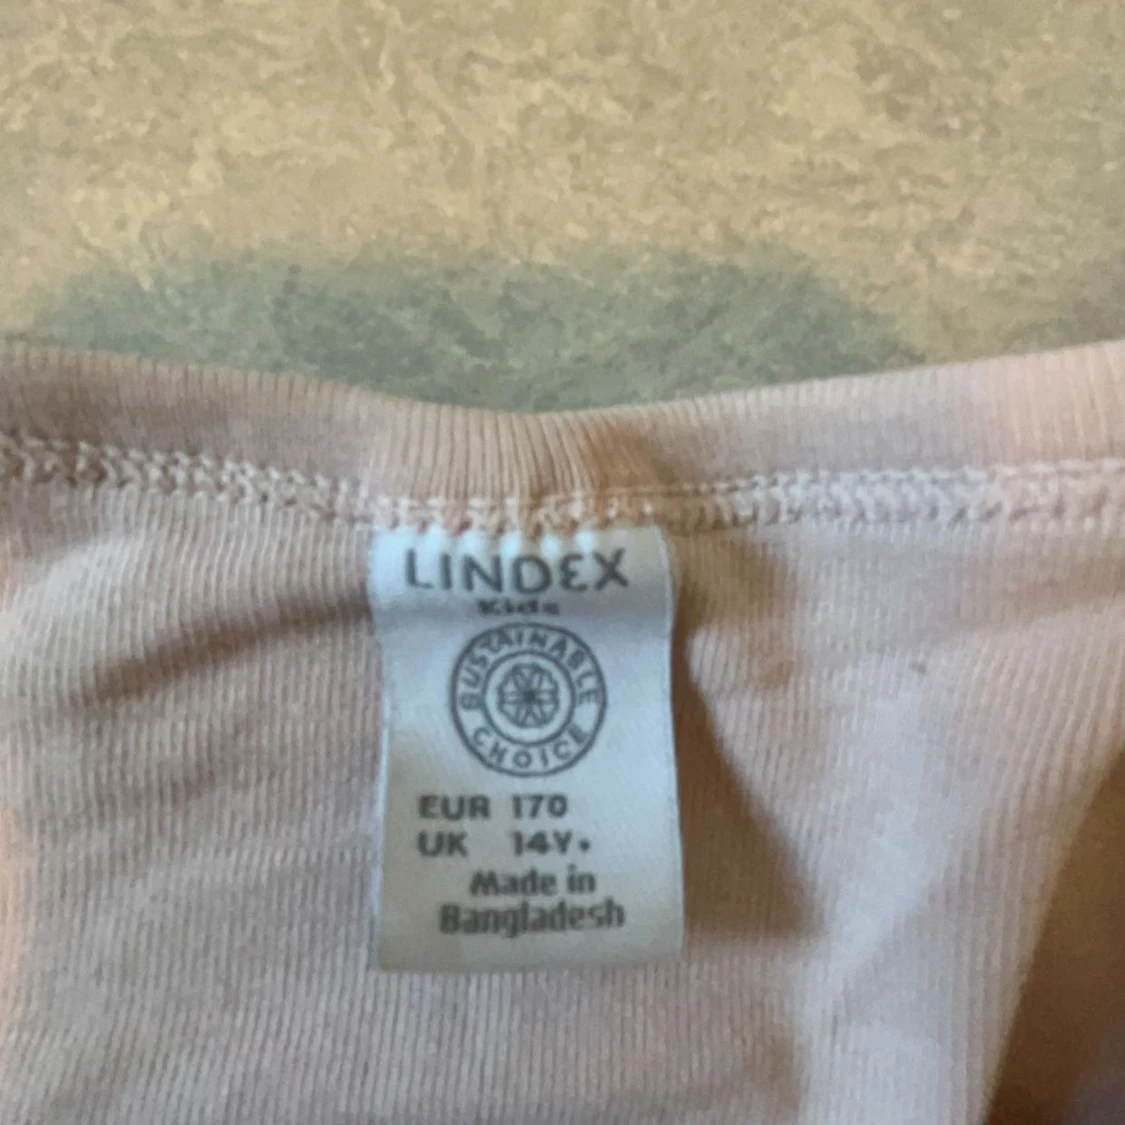 LINDEX
Kids
SUSTAINABLE
CHOICE
EUR 170
UK 14Y+
Made in
Bangladesh